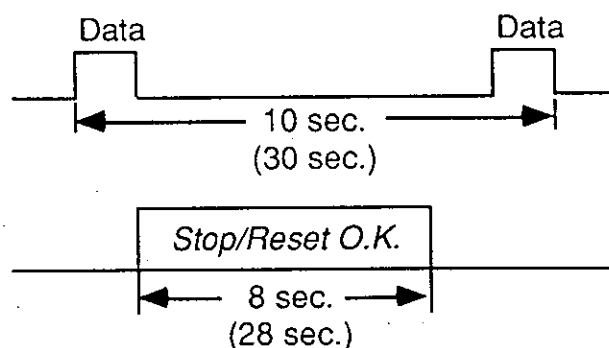 Data Data
10 sec.
(30 sec.)
Stop/Reset O.K.
8 sec.
(28 sec.)